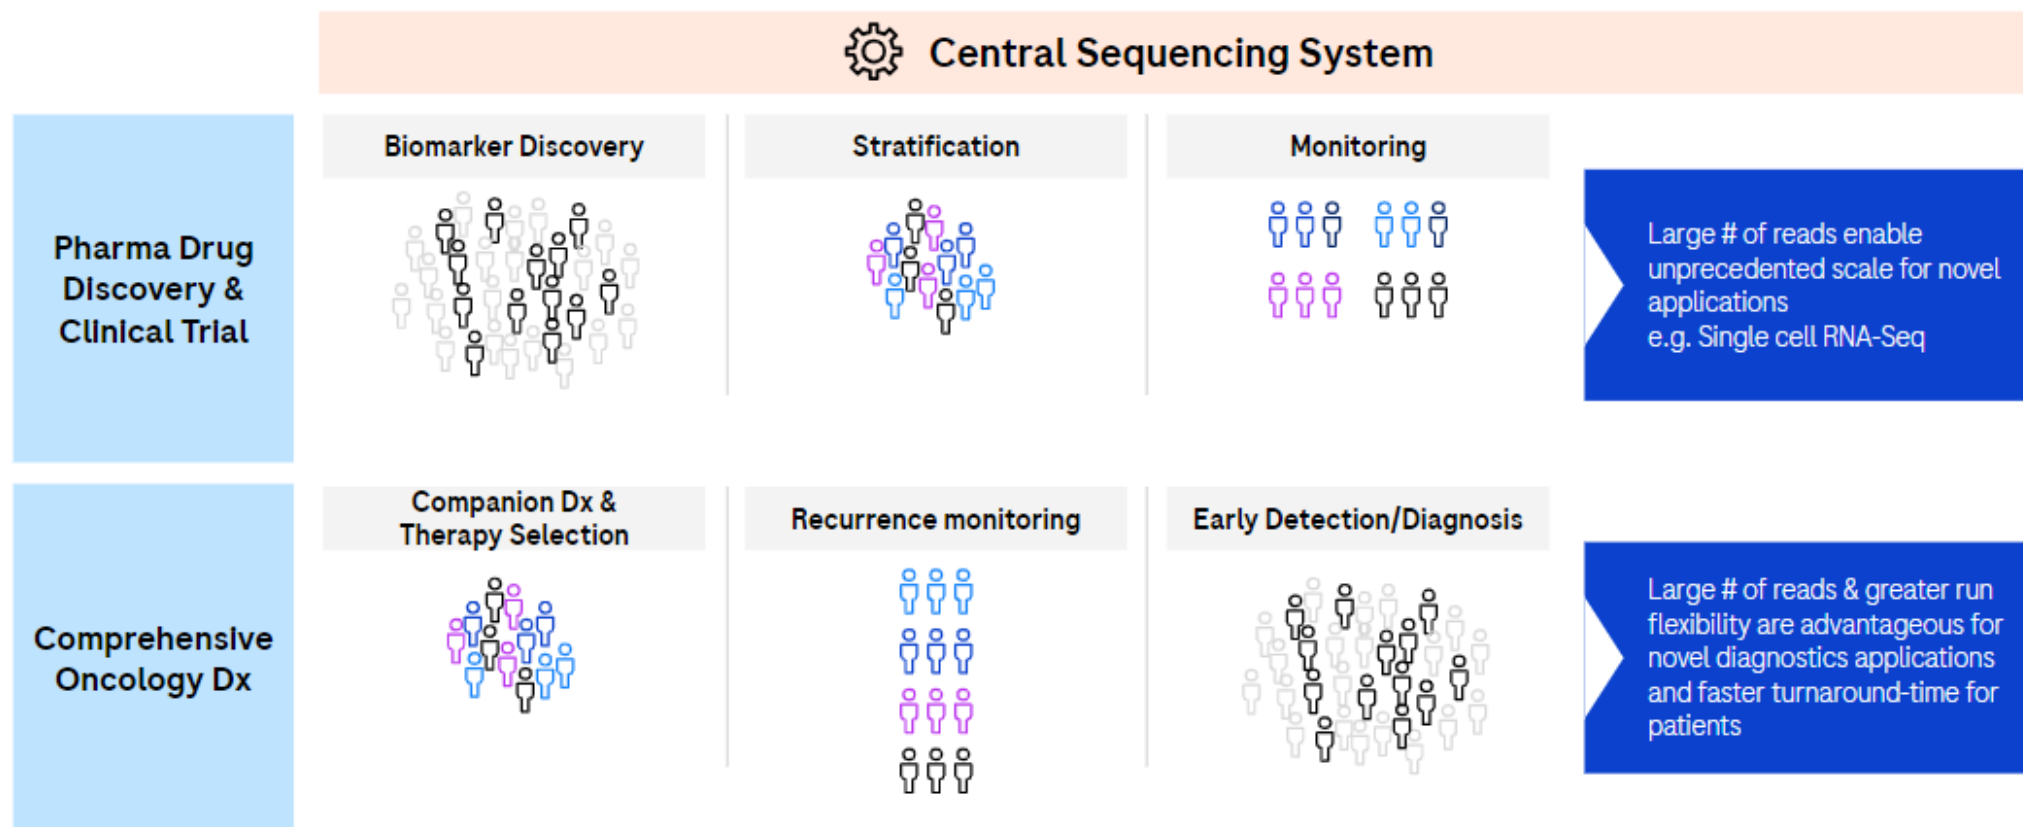 Central Sequencing System
Biomarker Discovery
Stratification
Monitoring
Pharma Drug
Discovery &
Clinical Trial
Large # of reads enable
unprecedented scale for novel
applications
e.g. Single cell RNA-Seq
Companion Dx &
Therapy Selection
Recurrence monitoring
Early Detection/Diagnosis
Comprehensive
Oncology Dx
Large # of reads & greater run
flexibility are advantageous for
novel diagnostics applications
and faster turnaround-time for
patients